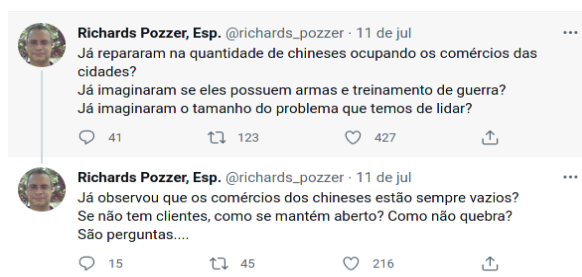 Richards Pozzer, Esp. @richards_pozzer · 11 de jul
Já repararam na quantidade de chineses ocupando os comércios das
cidades?
Já imaginaram se eles possuem armas e treinamento de guerra?
Já imaginaram o tamanho do problema que temos de lidar?
41 123 427
Richards Pozzer, Esp. @richards_pozzer · 11 de jul
Já observou que os comércios dos chineses estão sempre vazios?
Se não tem clientes, como se mantém aberto? Como não quebra?
São perguntas....
15 45 216